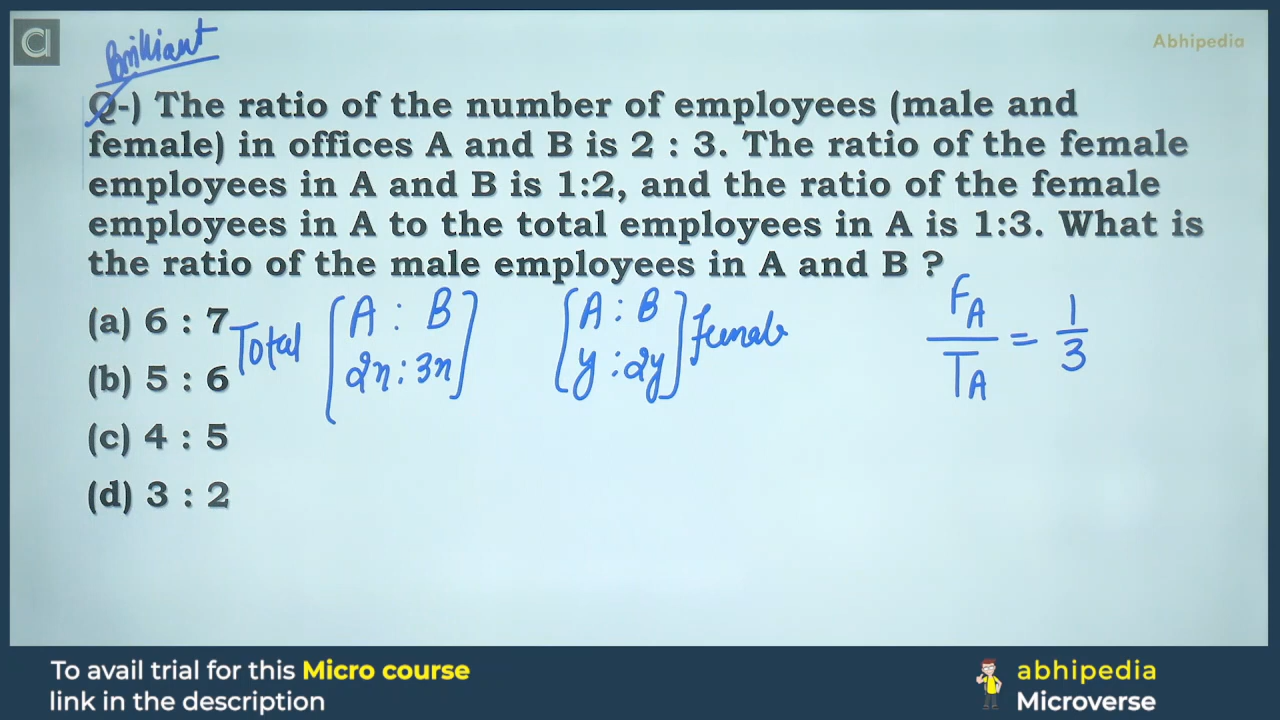 Brilliant
Abhipedia
Q-) The ratio of the number of employees (male and
female) in offices A and B is 2 : 3. The ratio of the female
employees in A and B is 1:2, and the ratio of the female
employees in A to the total employees in A is 1:3. What is
the ratio of the male employees in A and B ?
(a) 6 : 7
(b) 5 : 6
(c) 4 : 5
(d) 3 : 2
Total [A : B
2x : 3x]
[A : B
y : 2y] female
F_A / T_A = 1/3
To avail trial for this Micro course
link in the description
abhipedia
Microverse